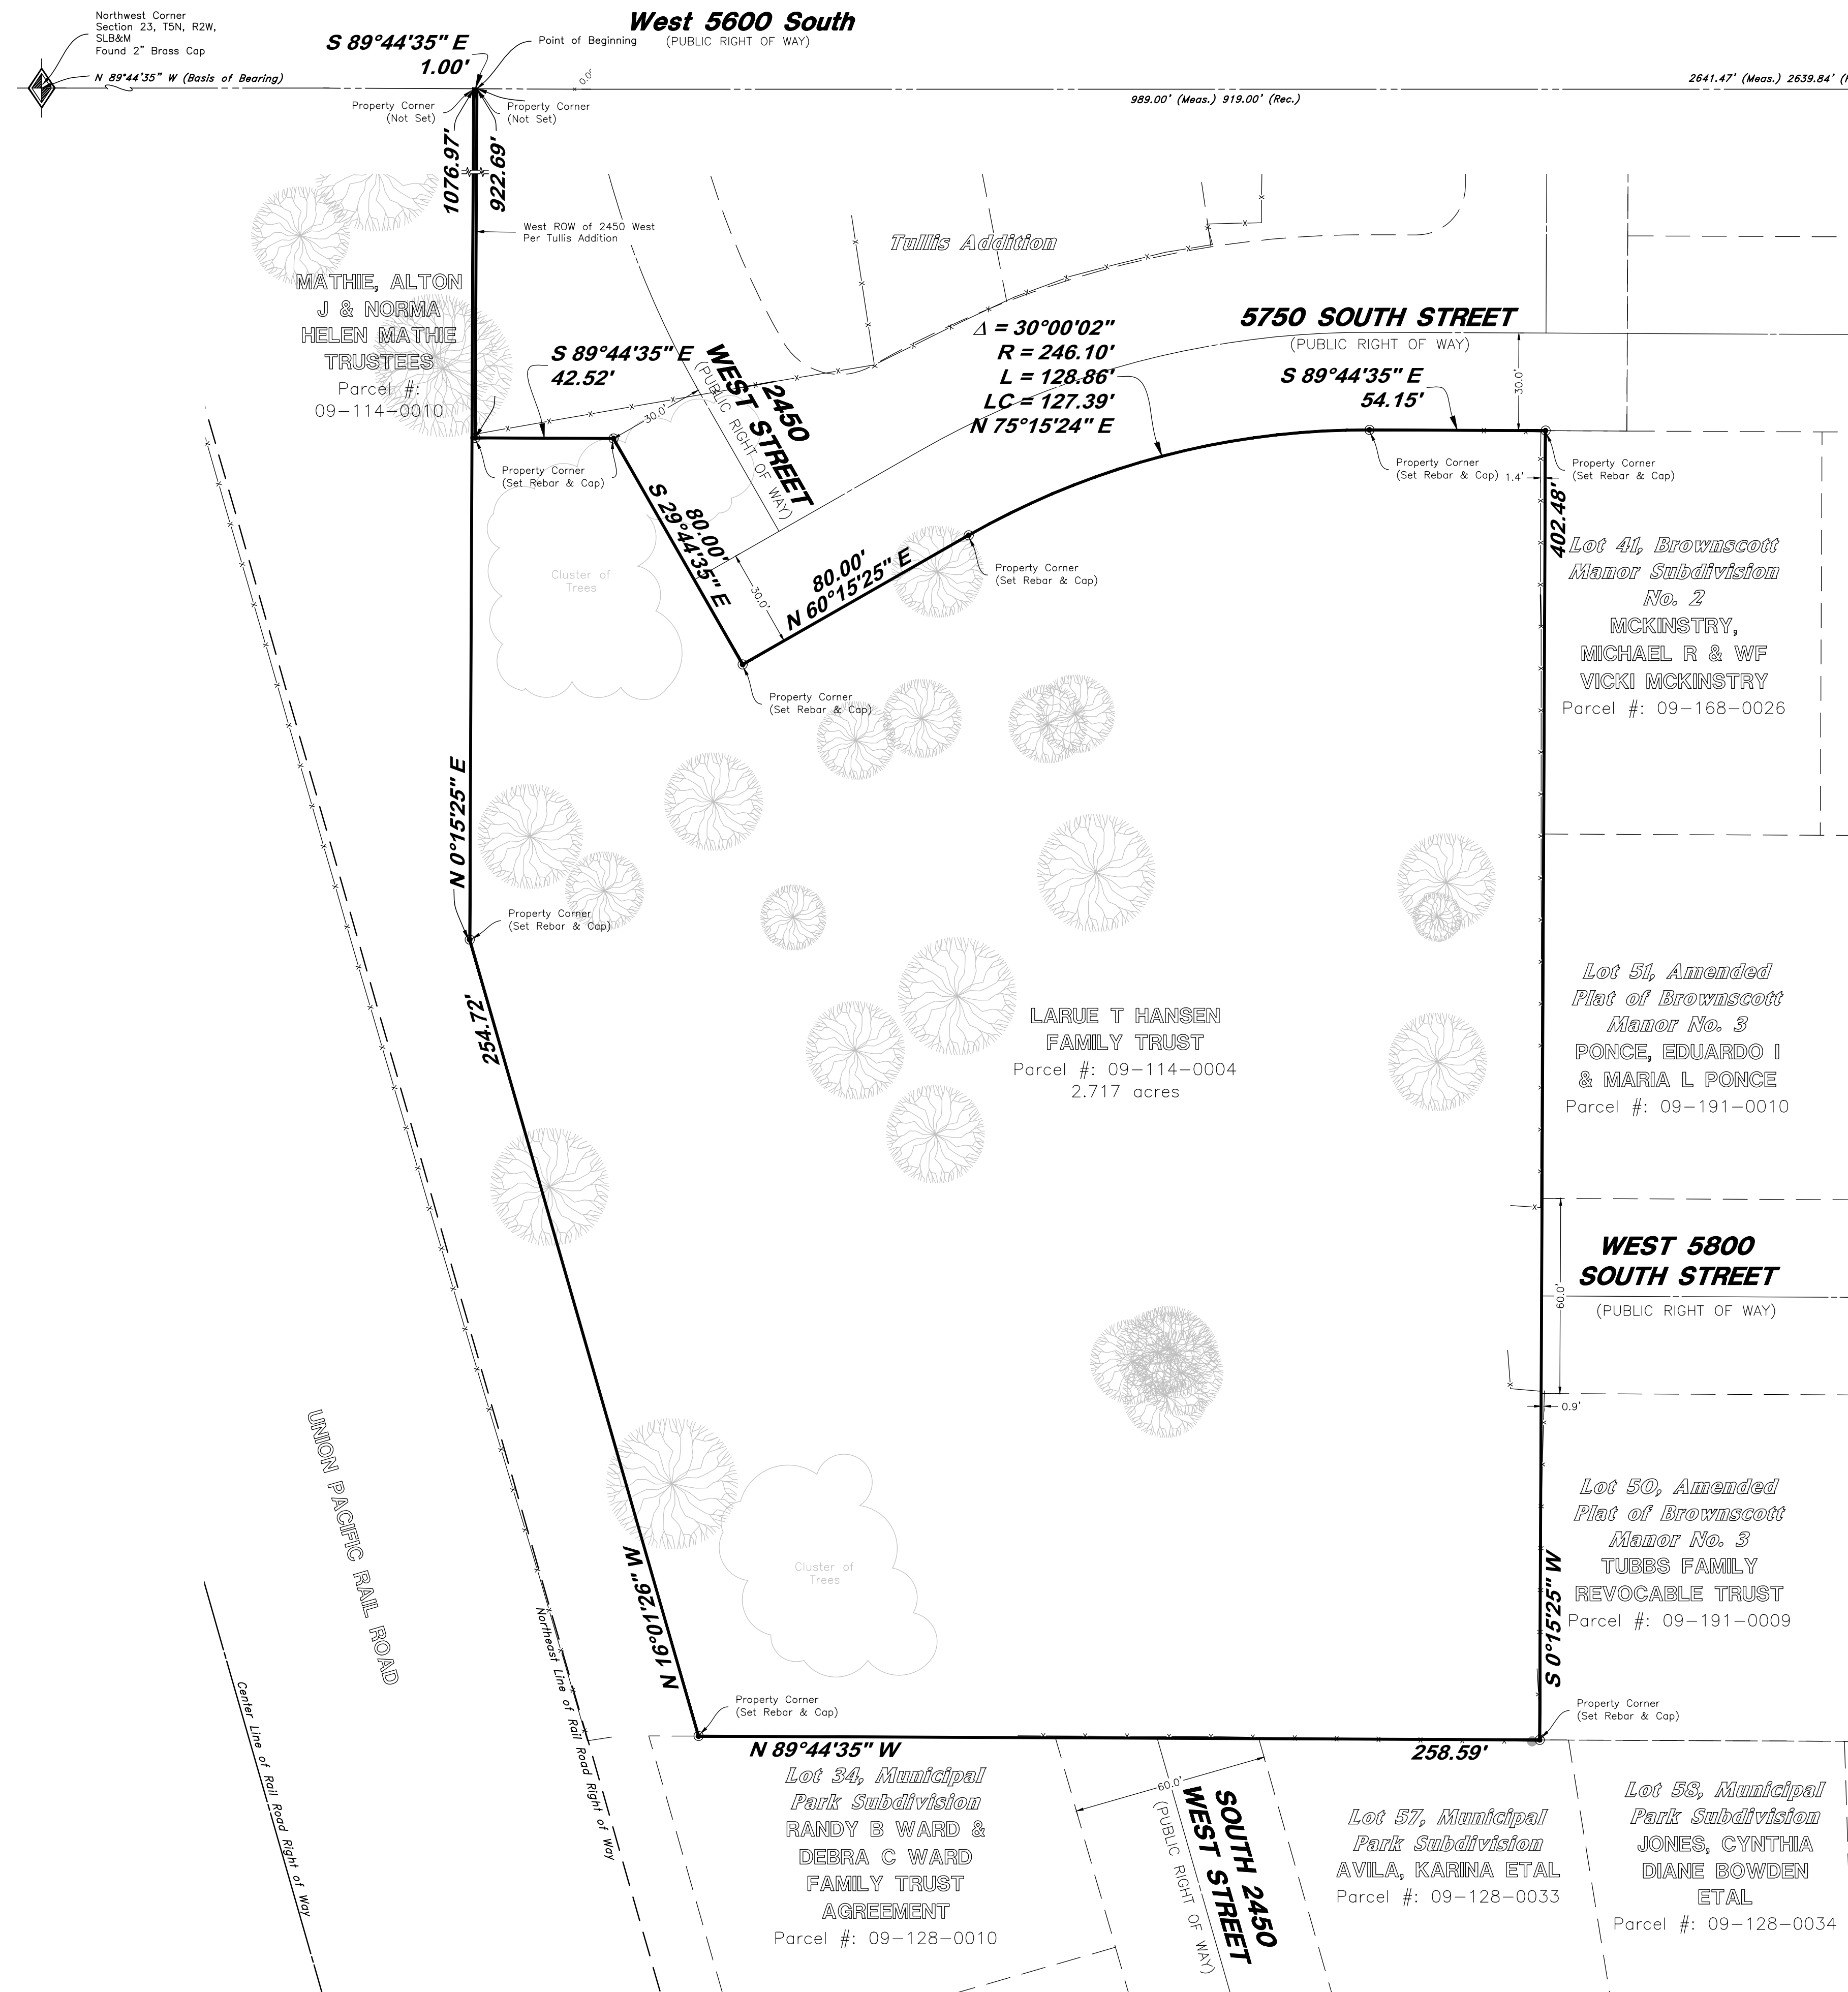 Northwest Corner
Section 23, T5N, R2W,
SLB&M
Found 2" Brass Cap
N 89°44'35" W (Basis of Bearing)
S 89°44'35" E
1.00'
Point of Beginning
West 5600 South
(PUBLIC RIGHT OF WAY)
0.0'
989.00' (Meas.) 919.00' (Rec.)
2641.47' (Meas.) 2639.84' (
Property Corner
(Not Set)
Property Corner
(Not Set)
1076.97'
922.69'
West ROW of 2450 West
Per Tullis Addition
Tullis Addition
MATHIE, ALTON
J & NORMA
HELEN MATHIE
TRUSTEES
Parcel #:
09-114-0010
S 89°44'35" E
42.52'
30.0'
2450
WEST STREET
(PUBLIC RIGHT OF WAY)
Δ = 30°00'02"
R = 246.10'
L = 128.86'
LC = 127.39'
N 75°15'24" E
5750 SOUTH STREET
(PUBLIC RIGHT OF WAY)
30.0'
S 89°44'35" E
54.15'
Property Corner
(Set Rebar & Cap)
Property Corner
(Set Rebar & Cap)
1.4'
Property Corner
(Set Rebar & Cap)
402.48'
80.00'
S 29°44'35" E
30.0'
80.00'
N 60°15'25" E
Property Corner
(Set Rebar & Cap)
Cluster of
Trees
Property Corner
(Set Rebar & Cap)
Lot 41, Brownscott
Manor Subdivision
No. 2
MCKINSTRY,
MICHAEL R & WF
VICKI MCKINSTRY
Parcel #: 09-168-0026
N 0°15'25" E
Property Corner
(Set Rebar & Cap)
254.72'
LARUE T HANSEN
FAMILY TRUST
Parcel #: 09-114-0004
2.717 acres
Lot 51, Amended
Plat of Brownscott
Manor No. 3
PONCE, EDUARDO I
& MARIA L PONCE
Parcel #: 09-191-0010
WEST 5800
SOUTH STREET
(PUBLIC RIGHT OF WAY)
60.0'
0.9'
UNION PACIFIC RAIL ROAD
Lot 50, Amended
Plat of Brownscott
Manor No. 3
TUBBS FAMILY
REVOCABLE TRUST
Parcel #: 09-191-0009
S 0°15'25" W
N 16°01'26" W
Cluster of
Trees
Northeast Line of Rail Road Right of Way
Center Line of Rail Road Right of Way
Property Corner
(Set Rebar & Cap)
Property Corner
(Set Rebar & Cap)
N 89°44'35" W
258.59'
Lot 34, Municipal
Park Subdivision
RANDY B WARD &
DEBRA C WARD
FAMILY TRUST
AGREEMENT
Parcel #: 09-128-0010
60.0'
SOUTH 2450
WEST STREET
(PUBLIC RIGHT OF WAY)
Lot 57, Municipal
Park Subdivision
AVILA, KARINA ETAL
Parcel #: 09-128-0033
Lot 58, Municipal
Park Subdivision
JONES, CYNTHIA
DIANE BOWDEN
ETAL
Parcel #: 09-128-0034